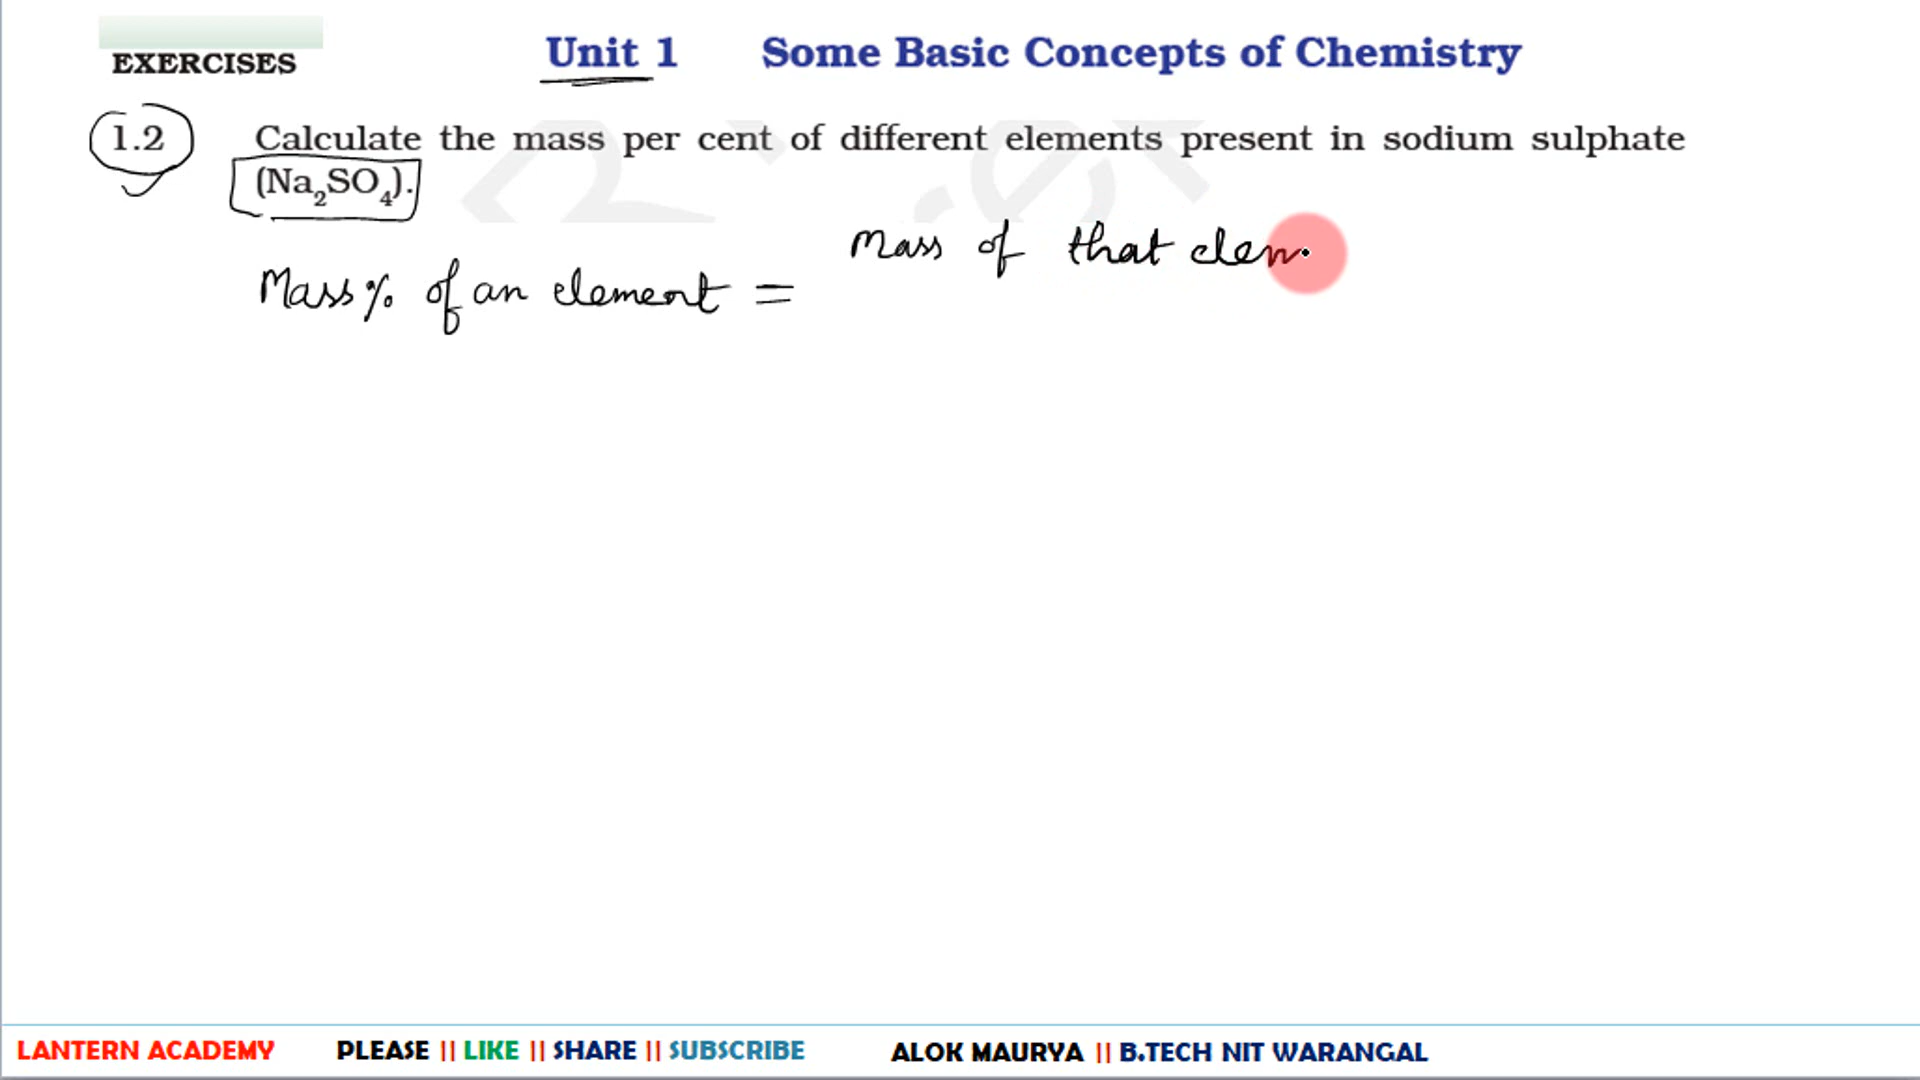 EXERCISES
Unit 1 Some Basic Concepts of Chemistry
1.2 Calculate the mass per cent of different elements present in sodium sulphate
(Na₂SO₄).
Mass of that elem
Mass % of an element =
LANTERN ACADEMY PLEASE || LIKE || SHARE || SUBSCRIBE ALOK MAURYA || B.TECH NIT WARANGAL